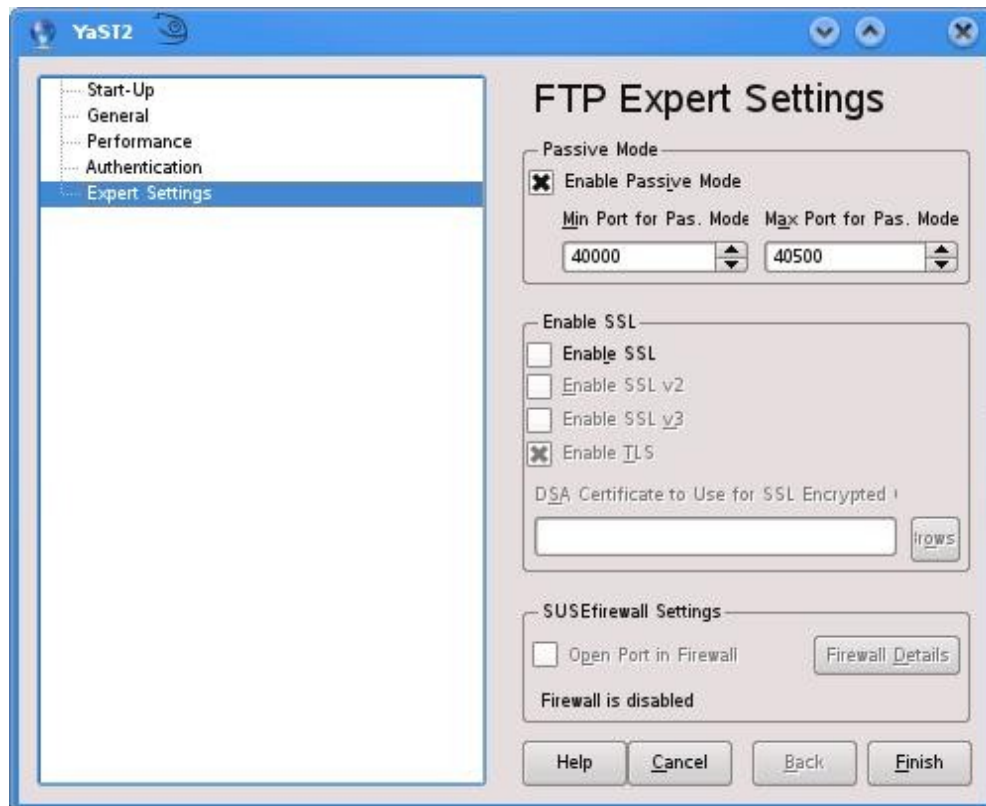 YaST2
Start-Up
General
Performance
Authentication
Expert Settings
FTP Expert Settings
Passive Mode
Enable Passive Mode
Min Port for Pas. Mode Max Port for Pas. Mode
40000 40500
Enable SSL
Enable SSL
Enable SSL v2
Enable SSL v3
Enable TLS
DSA Certificate to Use for SSL Encrypted
rows
SUSEfirewall Settings
Open Port in Firewall Firewall Details
Firewall is disabled
Help Cancel Back Finish